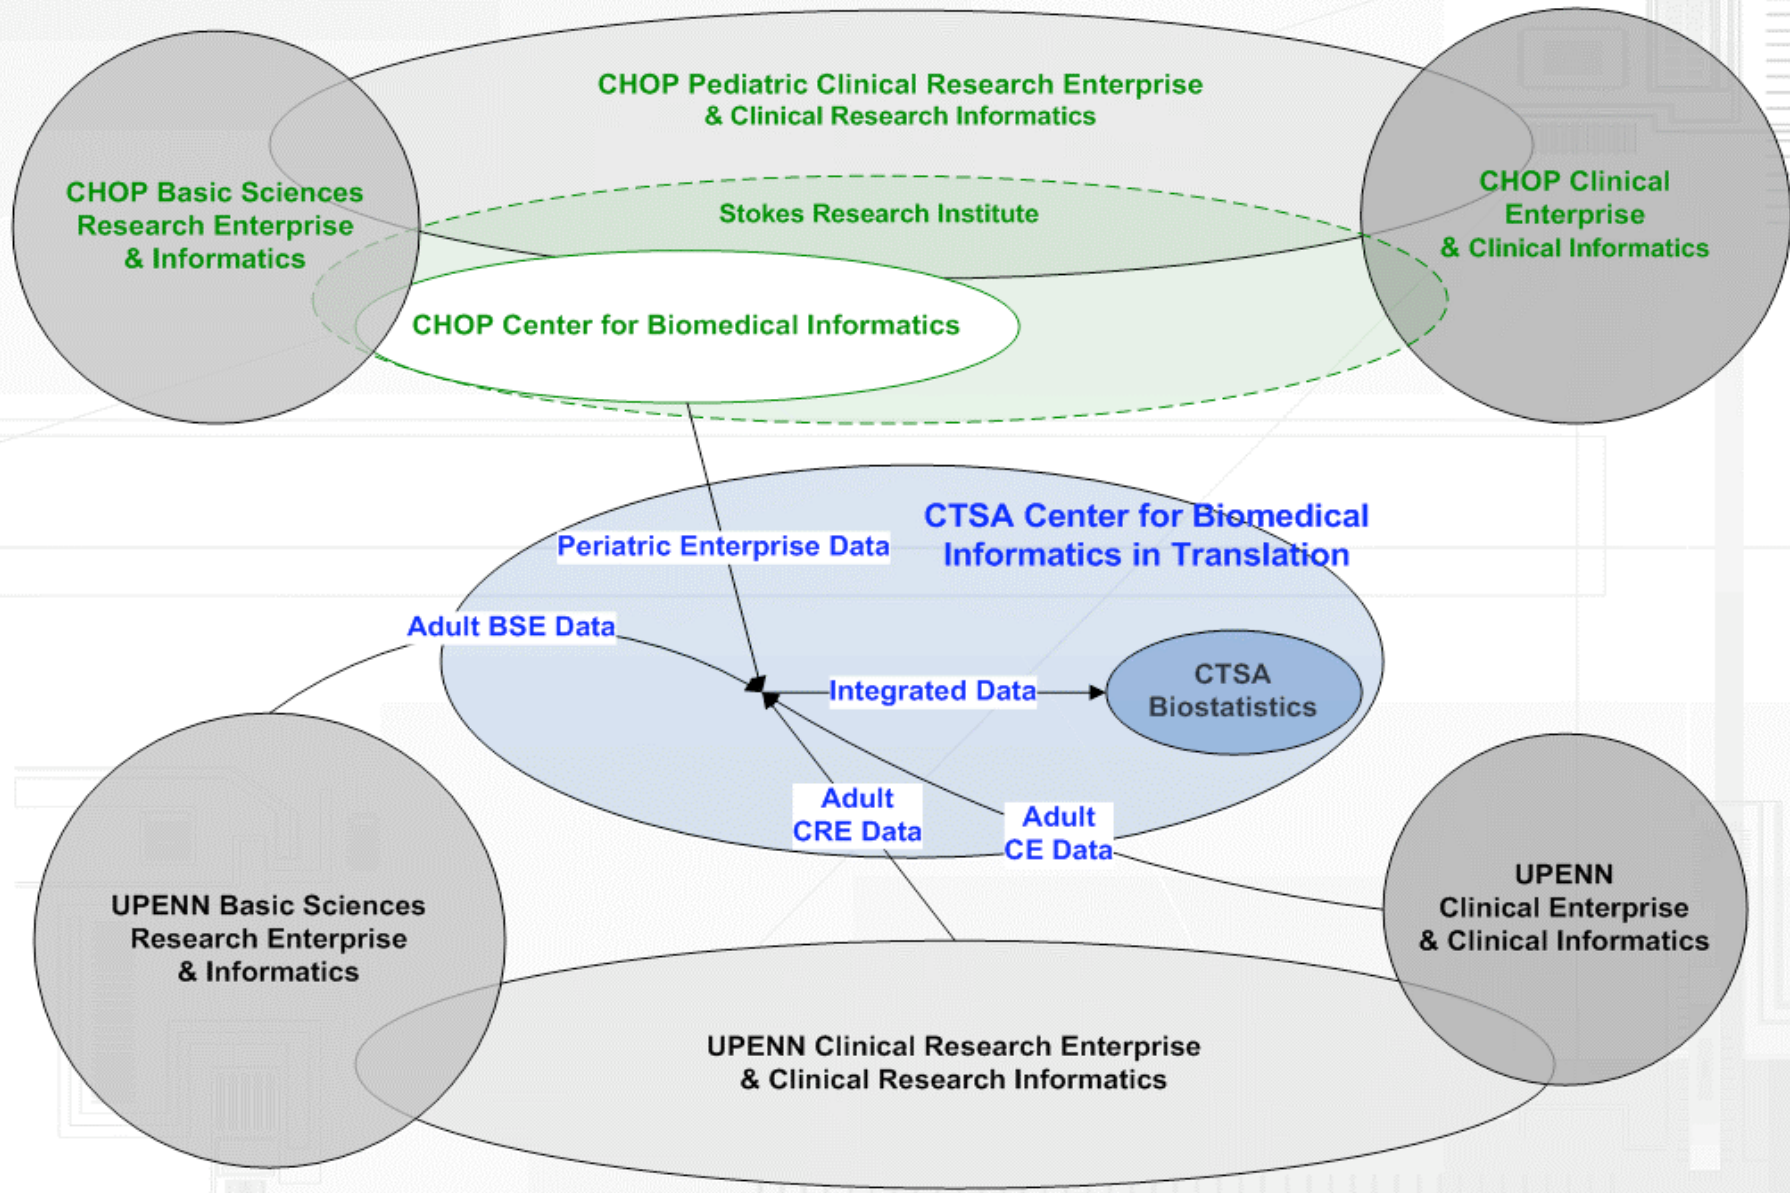 CHOP Pediatric Clinical Research Enterprise
& Clinical Research Informatics
CHOP Basic Sciences
Research Enterprise
& Informatics
CHOP Clinical
Enterprise
& Clinical Informatics
Stokes Research Institute
CHOP Center for Biomedical Informatics
CTSA Center for Biomedical
Informatics in Translation
Periatric Enterprise Data
Adult BSE Data
Integrated Data
CTSA
Biostatistics
Adult
CRE Data
Adult
CE Data
UPENN Basic Sciences
Research Enterprise
& Informatics
UPENN
Clinical Enterprise
& Clinical Informatics
UPENN Clinical Research Enterprise
& Clinical Research Informatics